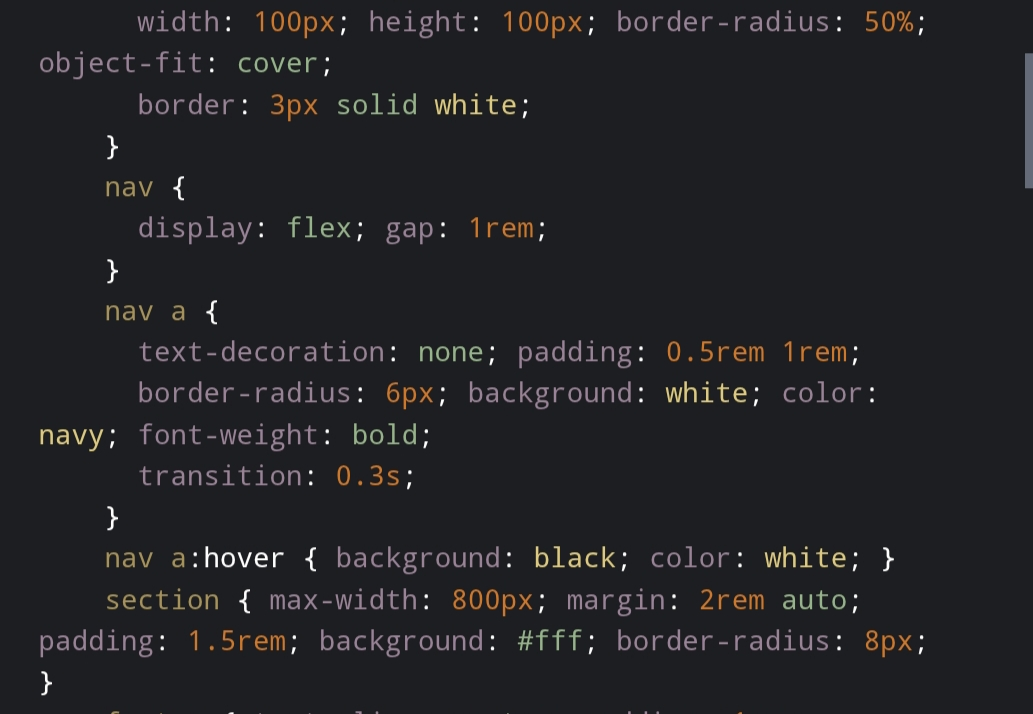 width: 100px; height: 100px; border-radius: 50%;
object-fit: cover;
border: 3px solid white;
}
nav {
display: flex; gap: 1rem;
}
nav a {
text-decoration: none; padding: 0.5rem 1rem;
border-radius: 6px; background: white; color:
navy; font-weight: bold;
transition: 0.3s;
}
nav a:hover { background: black; color: white; }
section { max-width: 800px; margin: 2rem auto;
padding: 1.5rem; background: #fff; border-radius: 8px;
}